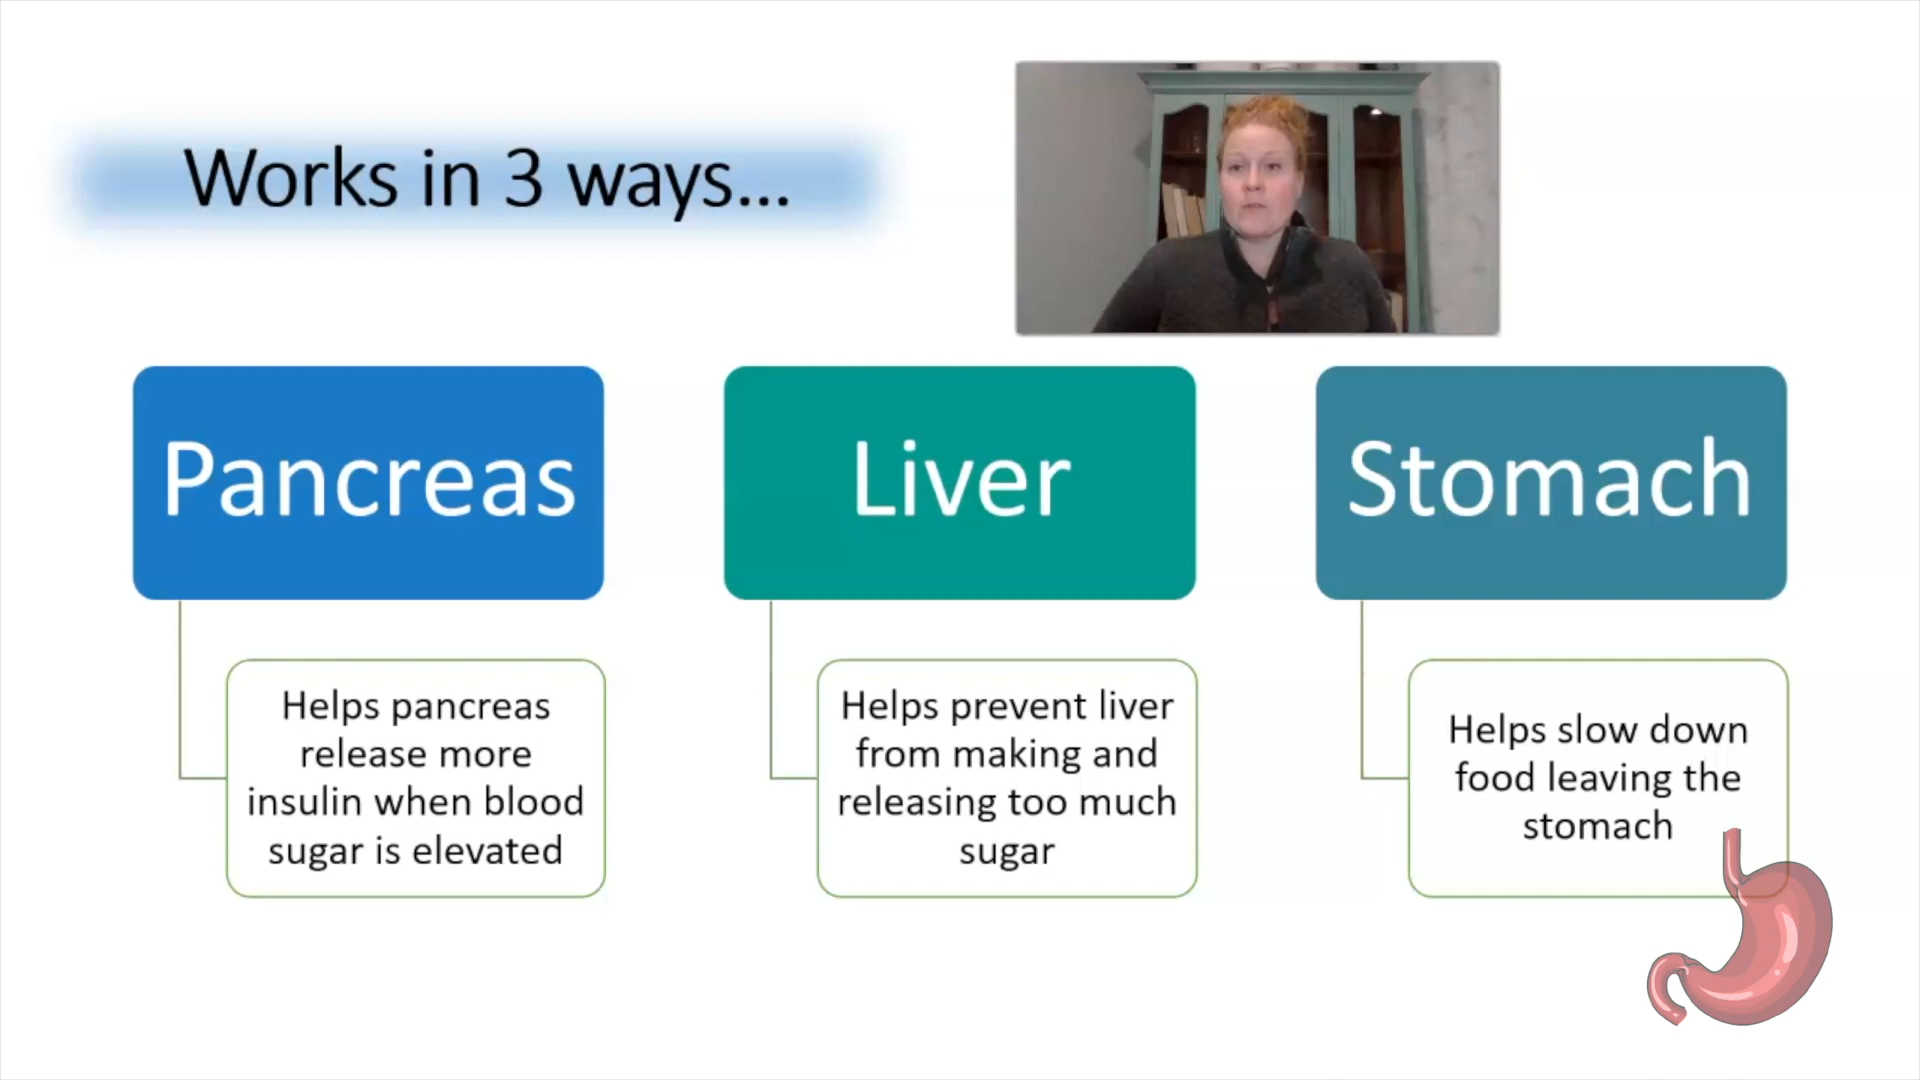 Works in 3 ways...
Pancreas
Helps pancreas
release more
insulin when blood
sugar is elevated
Liver
Helps prevent liver
from making and
releasing too much
sugar
Stomach
Helps slow down
food leaving the
stomach